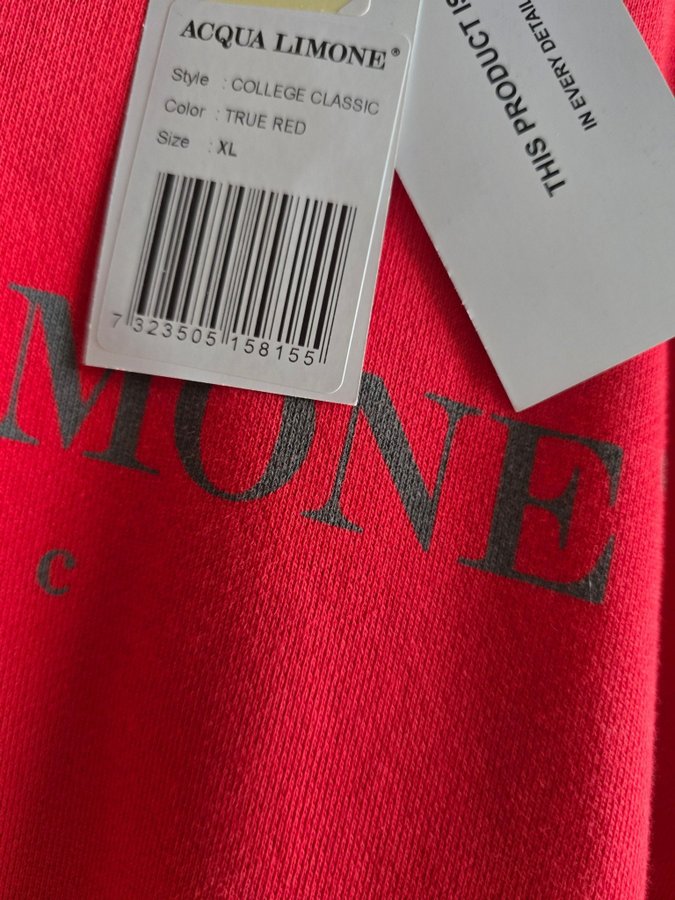 ACQUA LIMONE®
Style : COLLEGE CLASSIC
Color : TRUE RED
Size : XL
7 323505 158155
THIS PRODUCT IS
IN EVERY DETAIL
MONE
C